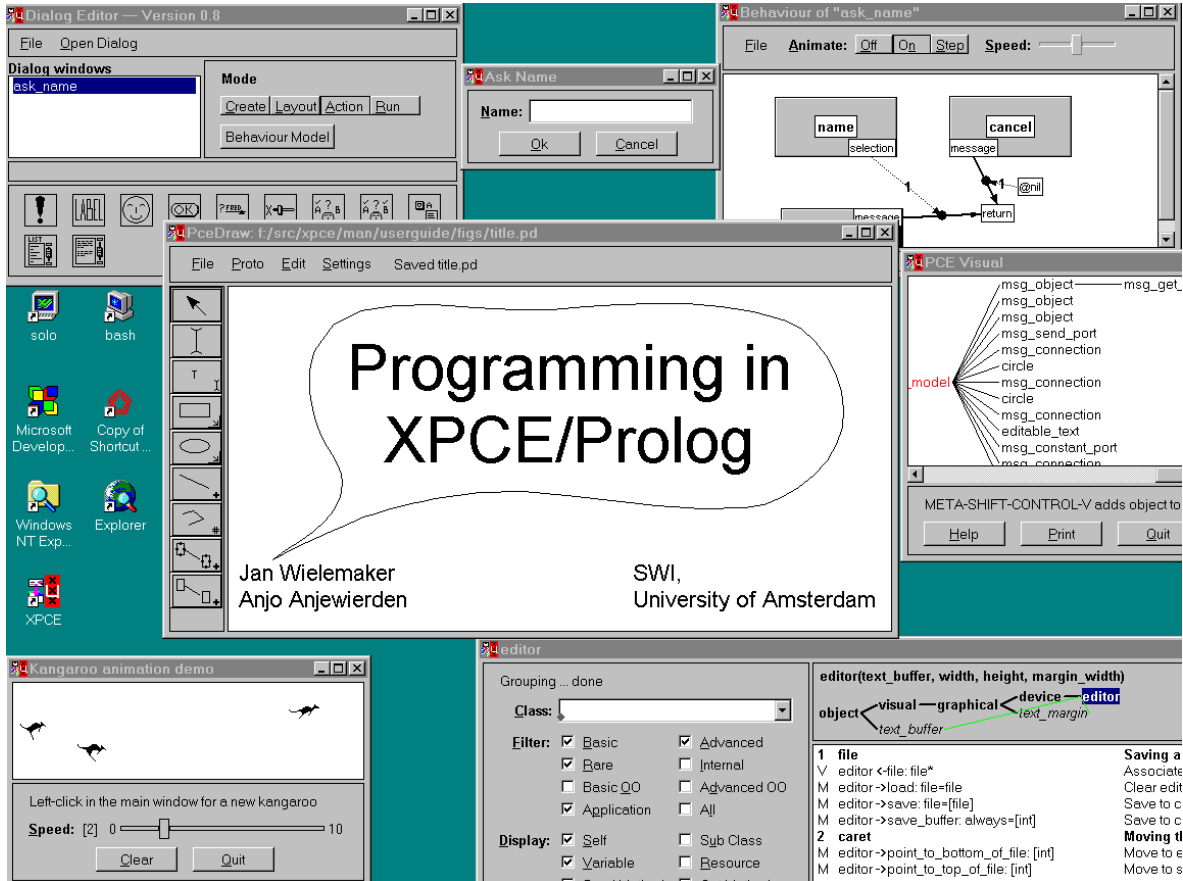 Dialog Editor — Version 0.8
File Open Dialog
Dialog windows
ask_name
Mode
Create Layout Action Run
Behaviour Model
LABEL
OK
?FRED
LIST
Ask Name
Name:
Ok Cancel
Behaviour of "ask_name"
File Animate: Off On Step Speed:
name
selection
cancel
message
1
1
@nil
message
return
PceDraw: f:/src/xpce/man/userguide/figs/title.pd
File Proto Edit Settings Saved title.pd
T
Programming in
XPCE/Prolog
Jan Wielemaker
Anjo Anjewierden
SWI,
University of Amsterdam
PCE Visual
msg_object msg_get_
msg_object
msg_object
msg_send_port
msg_connection
circle
_model
msg_connection
circle
msg_connection
editable_text
msg_constant_port
msg_connection
META-SHIFT-CONTROL-V adds object to
Help Print Quit
solo
bash
Microsoft
Develop...
Copy of
Shortcut ...
Windows
NT Exp...
Explorer
XPCE
Kangaroo animation demo
Left-click in the main window for a new kangaroo
Speed: [2] 0 10
Clear Quit
editor
Grouping ... done
Class:
Filter: Basic Advanced
Rare Internal
Basic OO Advanced OO
Application All
Display: Self Sub Class
Variable Resource
editor(text_buffer, width, height, margin_width)
object visual graphical device editor
text_margin
text_buffer
1 file Saving a
V editor <-file: file* Associate
M editor ->load: file=file Clear edit
M editor ->save: file=[file] Save to c
M editor ->save_buffer: always=[int] Save to c
2 caret Moving th
M editor ->point_to_bottom_of_file: [int] Move to e
M editor ->point_to_top_of_file: [int] Move to s